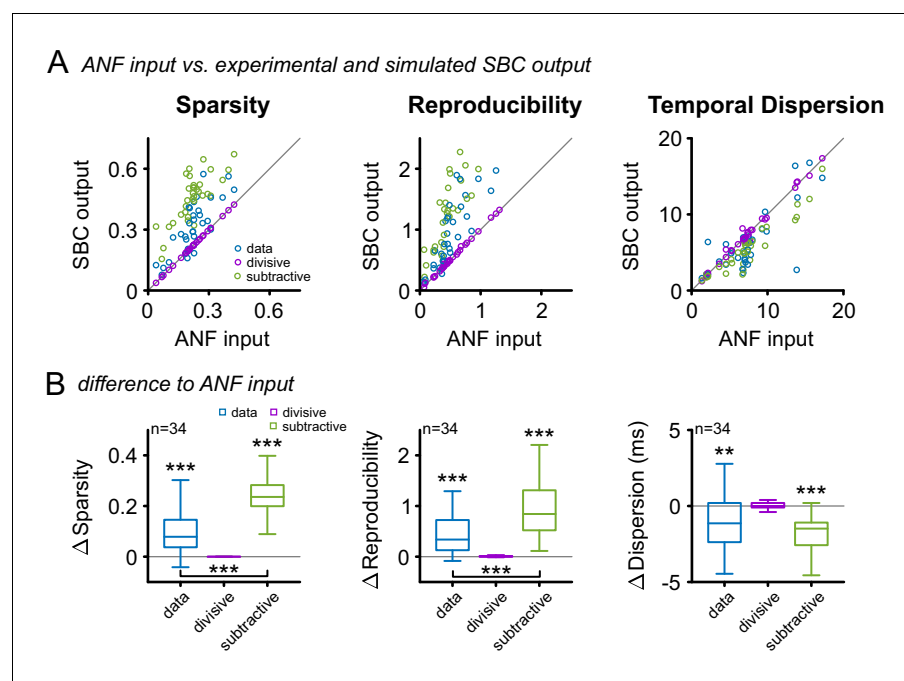 A ANF input vs. experimental and simulated SBC output
Sparsity
Reproducibility
Temporal Dispersion
SBC output
0.6
0.3
0
0 0.3 0.6
ANF input
data
divisive
subtractive
SBC output
2
1
0
0 1 2
ANF input
SBC output
20
10
0
0 10 20
ANF input
B difference to ANF input
data
divisive
subtractive
n=34
Δ Sparsity
0.4
0.2
0
***
***
***
data
divisive
subtractive
n=34
Δ Reproducibility
2
1
0
***
***
***
data
divisive
subtractive
n=34
Δ Dispersion (ms)
5
0
-5
**
***
data
divisive
subtractive